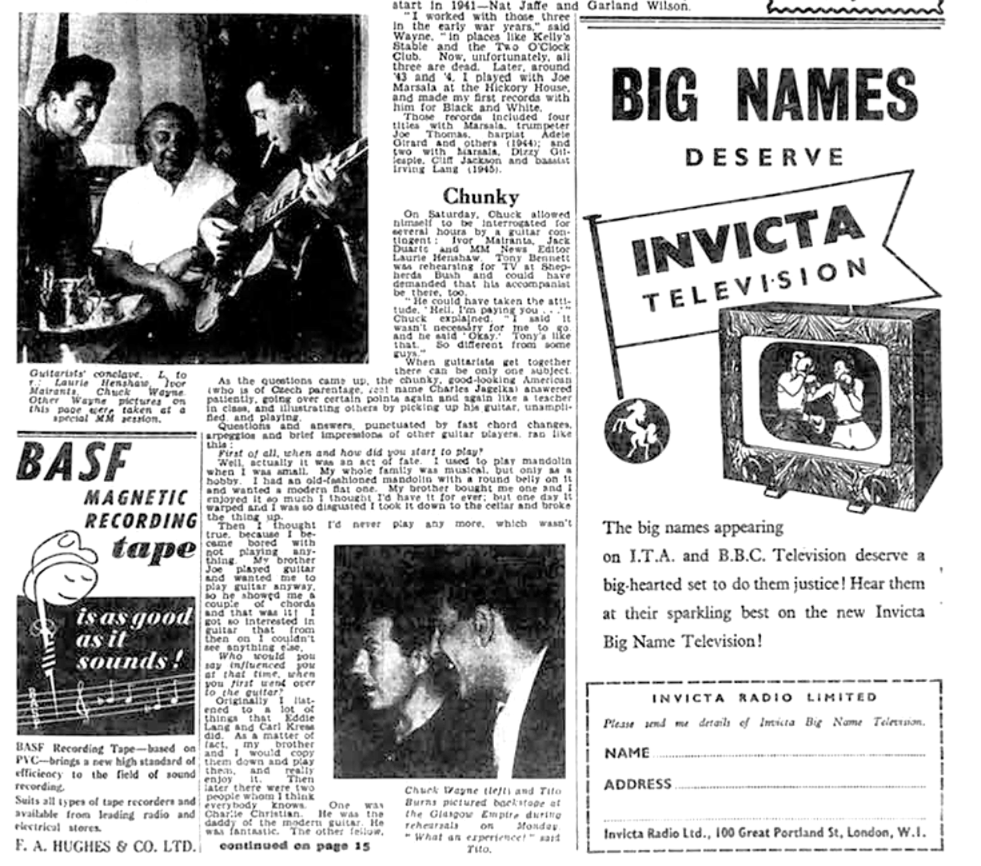 start in 1941—Nat Jaffe and Garland Wilson.
"I worked with those three
in the early war years," said
Wayne, "in places like Kelly's
Stable and the Two O'Clock
Club. Now, unfortunately, all
three are dead. Later, around
'43 and '4, I played with Joe
Marsala at the Hickory House,
and made my first records with
him for Black and White.
Those records included four
titles with Marsala, trumpeter
Joe Thomas, harpist Adele
Girard and others (1944); and
two with Marsala, Dizzy Gil-
lespie, Cliff Jackson and bassist
Irving Lang (1945).
Chunky
On Saturday, Chuck allowed
himself to be interrogated for
several hours by a guitar con-
tingent: Ivor Mairants, Jack
Duarte and MM News Editor
Laurie Henshaw. Tony Bennett
was rehearsing for TV at Shep-
herds Bush and could have
demanded that his accompanist
be there, too.
"He could have taken the atti-
tude, 'Hell, I'm paying you . . .'"
Chuck explained. "I said it
wasn't necessary for me to go,
and he said 'Okay.' Tony's like
that. So different from some
guys."
When guitarists get together
there can be only one subject.
As the questions came up, the chunky, good-looking American
(who is of Czech parentage, real name Charles Jagelka) answered
patiently, going over certain points again and again like a teacher
in class, and illustrating others by picking up his guitar, unampli-
fied, and playing.
Questions and answers, punctuated by fast chord changes,
arpeggios and brief impressions of other guitar players, ran like
this:
First of all, when and how did you start to play?
Well, actually it was an act of fate. I used to play mandolin
when I was small. My whole family was musical, but only as a
hobby. I had an old-fashioned mandolin with a round belly on it
and wanted a modern flat one. My brother bought me one and I
enjoyed it so much I thought I'd have it for ever; but one day it
warped and I was so disgusted I took it down to the cellar and broke
the thing up.
Then I thought I'd never play any more, which wasn't
true, because I be-
came bored with
not playing any-
thing. My brother
Joe played guitar
and wanted me to
play guitar anyway,
so he showed me a
couple of chords
and that was it! I
got so interested in
guitar that from
then on I couldn't
see anything else.
Who would you
say influenced you
at that time, when
you first went over
to the guitar?
Originally I list-
ened to a lot of
things that Eddie
Lang and Carl Kress
did. As a matter of
fact, my brother
and I would copy
them down and play
them, and really
enjoy it. Then
later there were two
people whom I think
everybody knows. One was
Charlie Christian. He was the
daddy of the modern guitar. He
was fantastic. The other fellow,
continued on page 15
Guitarists' conclave. L. to
r.: Laurie Henshaw, Ivor
Mairants, Chuck Wayne.
Other Wayne pictures on
this page were taken at a
special MM session.
BASF
MAGNETIC
RECORDING
tape
is as good
as it
sounds!
BASF Recording Tape—based on
PVC—brings a new high standard of
efficiency to the field of sound
recording.
Suits all types of tape recorders and
available from leading radio and
electrical stores.
F. A. HUGHES & CO. LTD.
Chuck Wayne (left) and Tito
Burns pictured backstage at
the Glasgow Empire during
rehearsals on Monday.
"What an experience!" said
Tito.
BIG NAMES
DESERVE
INVICTA
TELEVISION
The big names appearing
on I.T.A. and B.B.C. Television deserve a
big-hearted set to do them justice! Hear them
at their sparkling best on the new Invicta
Big Name Television!
INVICTA RADIO LIMITED
Please send me details of Invicta Big Name Television.
NAME
ADDRESS
Invicta Radio Ltd., 100 Great Portland St, London, W.1.